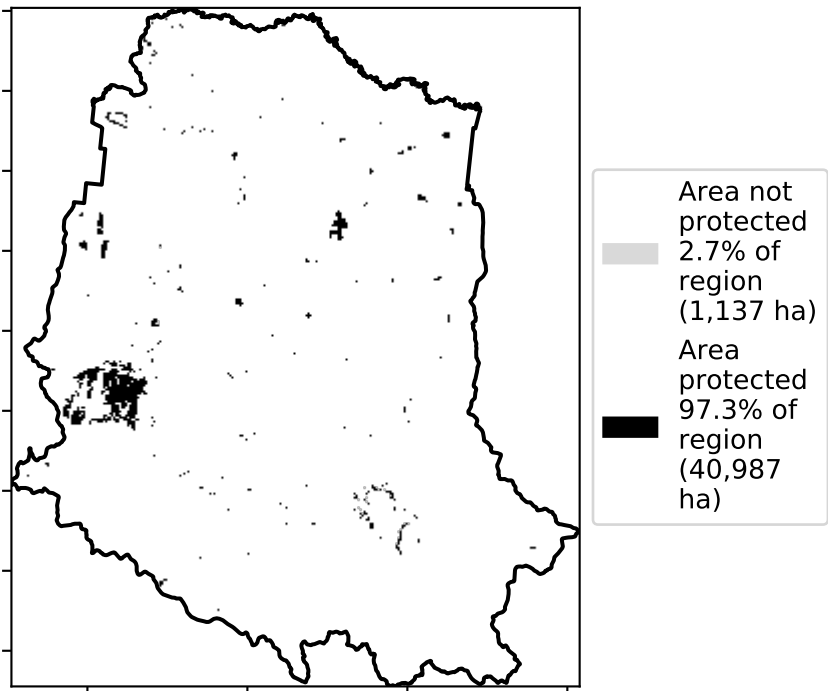 Area not
protected
2.7% of
region
(1,137 ha)
Area
protected
97.3% of
region
(40,987
ha)